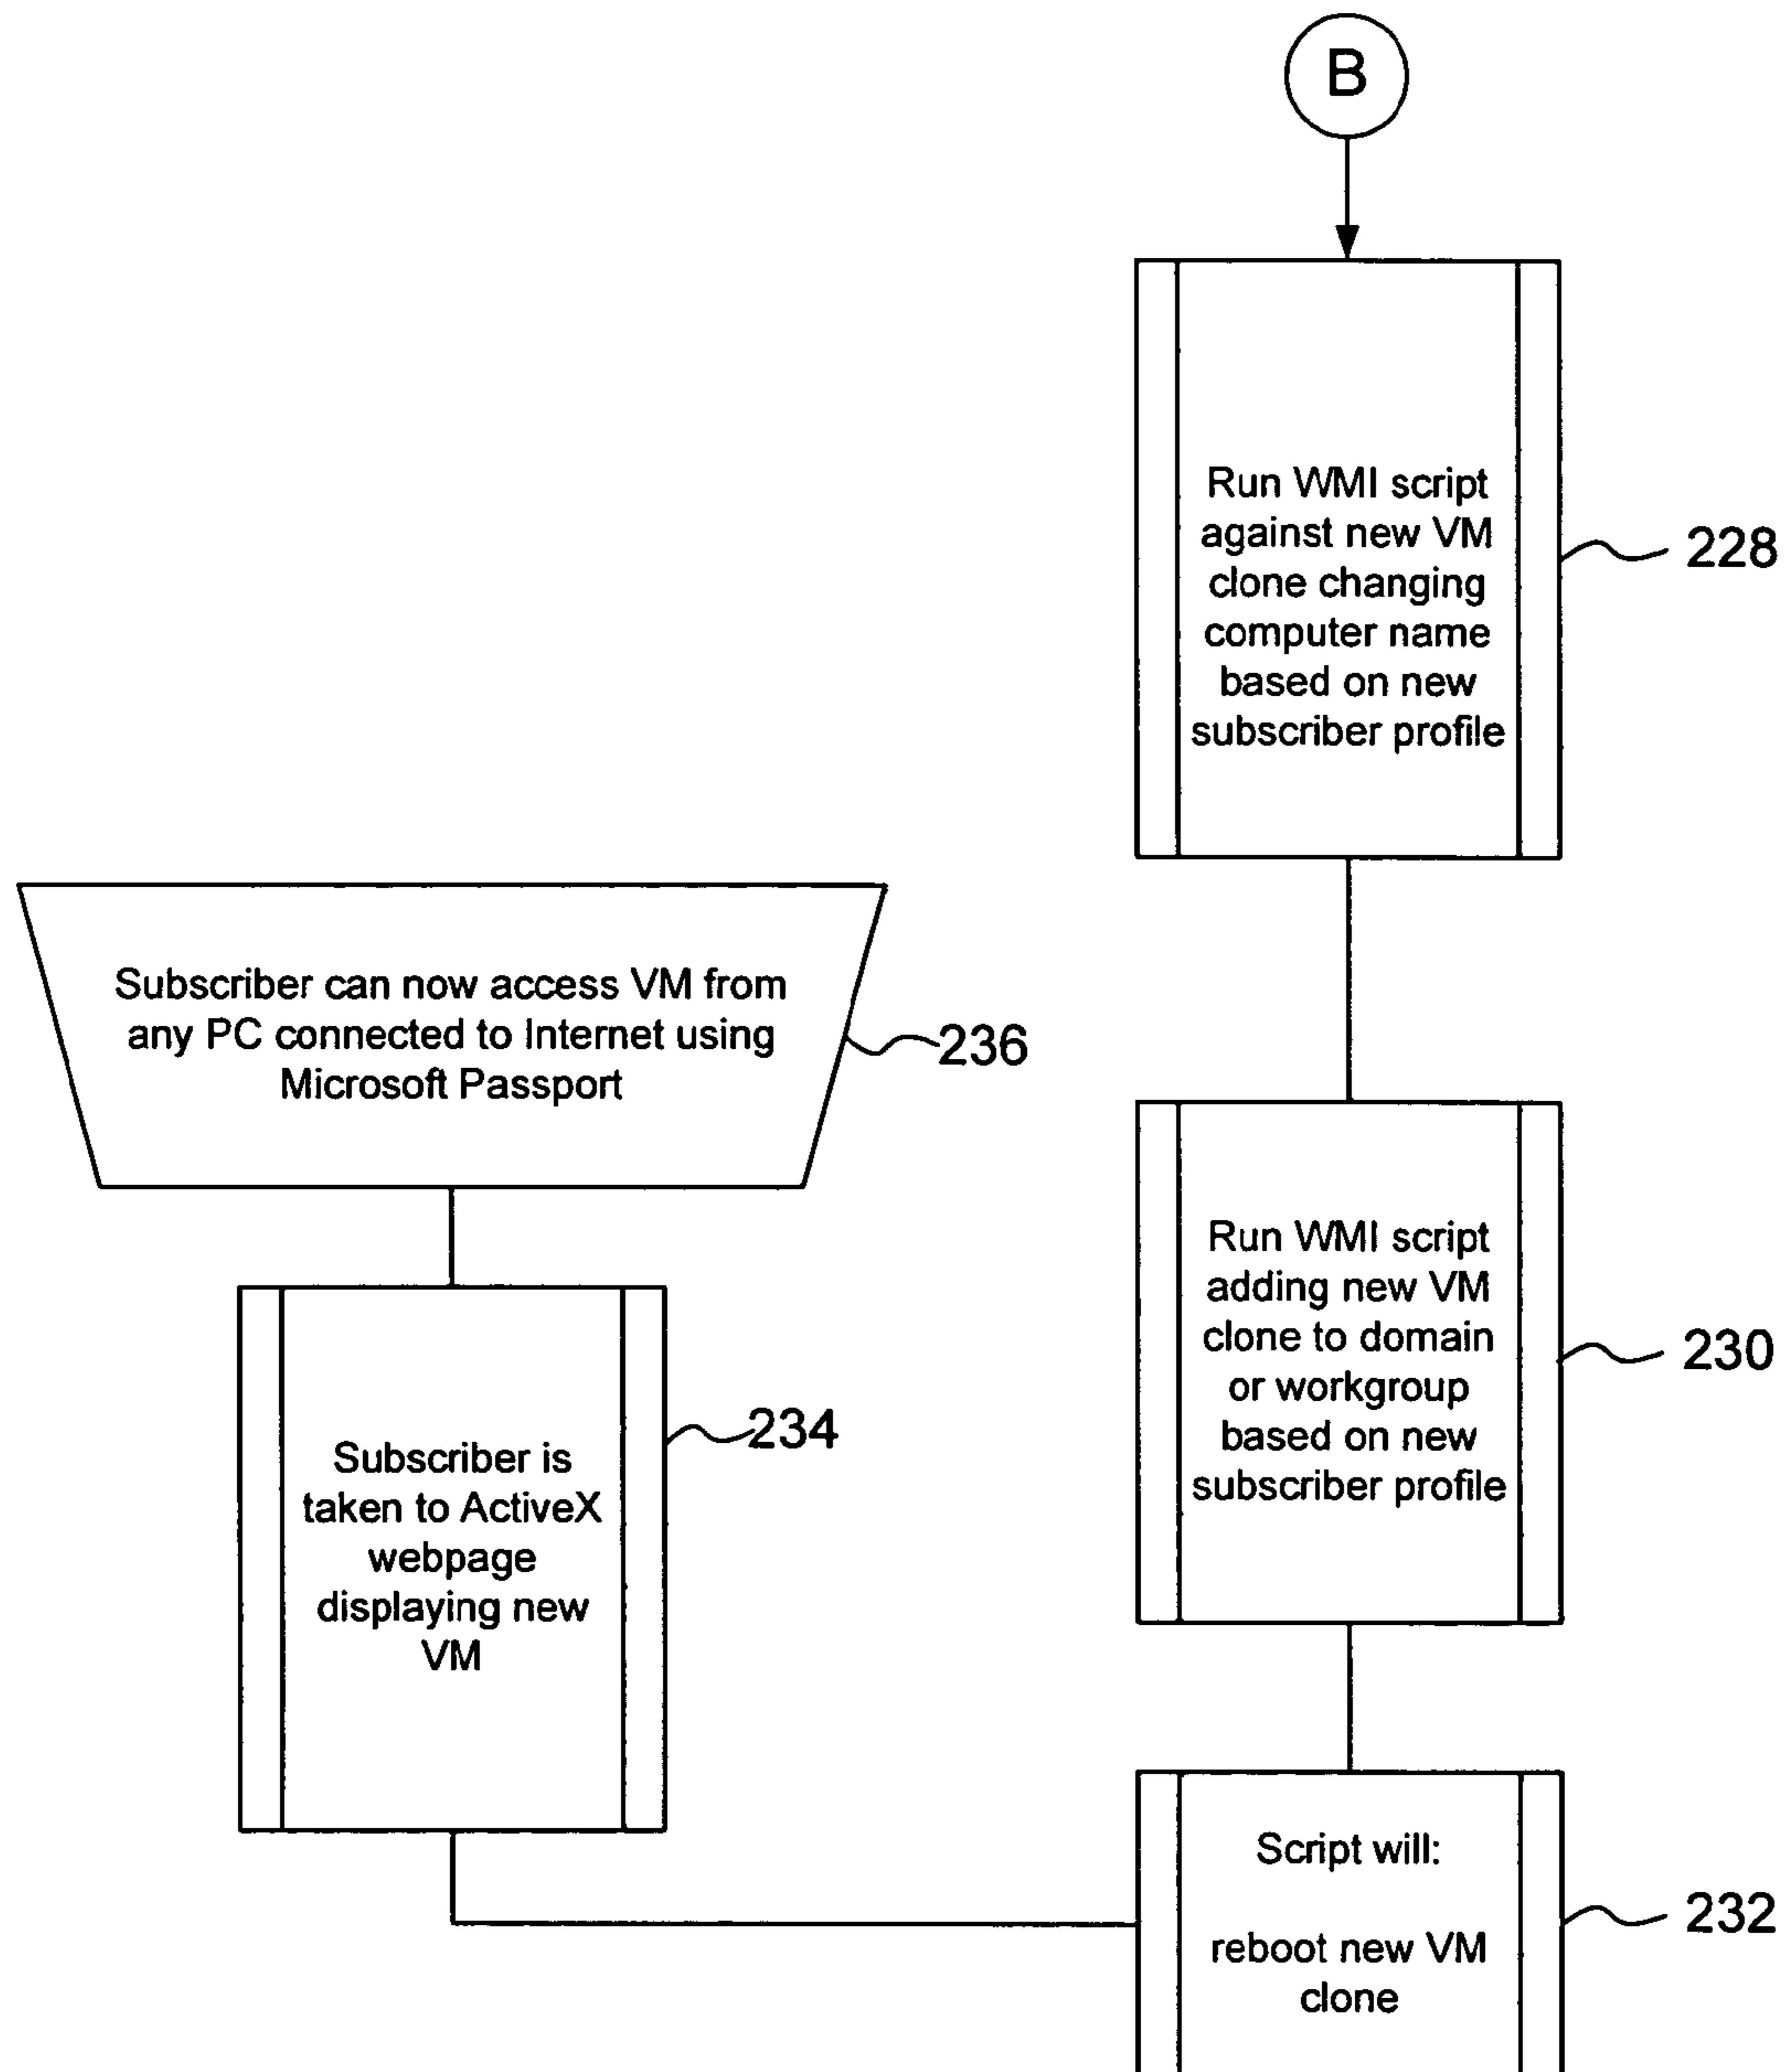 B
Run WMI script
against new VM
clone changing
computer name
based on new
subscriber profile
228
Subscriber can now access VM from
any PC connected to Internet using
Microsoft Passport
236
Run WMI script
adding new VM
clone to domain
or workgroup
based on new
subscriber profile
230
Subscriber is
taken to ActiveX
webpage
displaying new
VM
234
Script will:
reboot new VM
clone
232